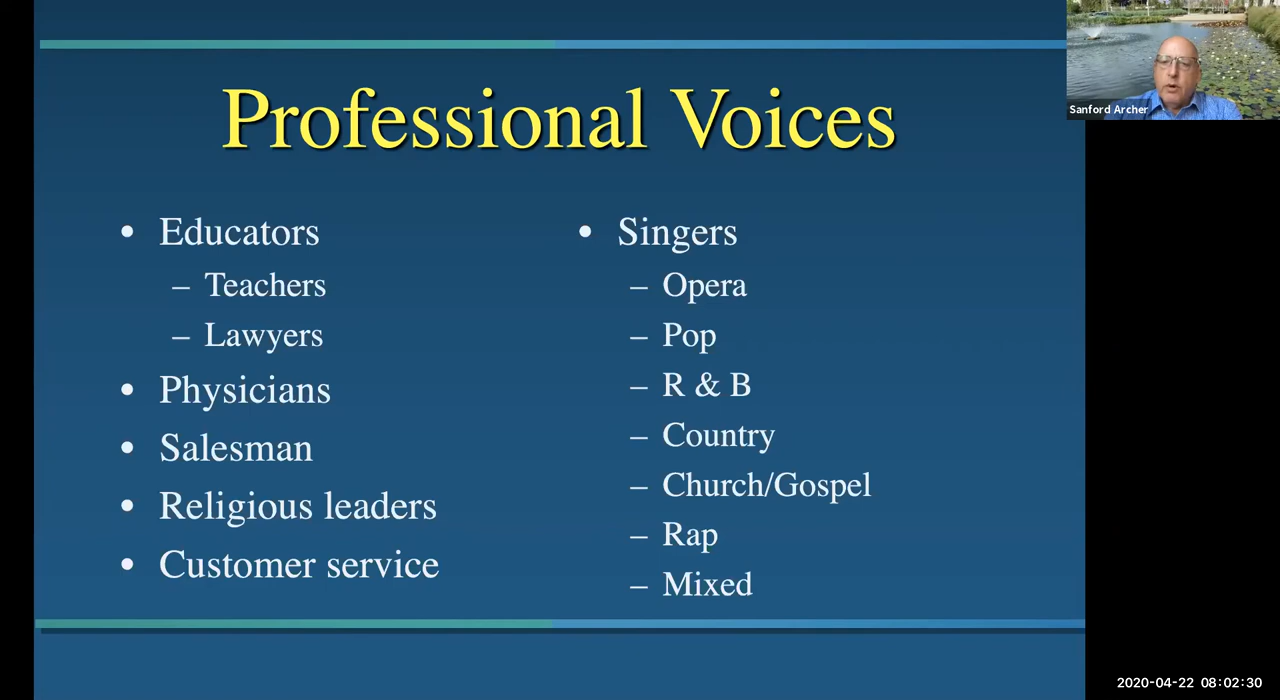 Professional Voices
• Educators
– Teachers
– Lawyers
• Physicians
• Salesman
• Religious leaders
• Customer service
• Singers
– Opera
– Pop
– R & B
– Country
– Church/Gospel
– Rap
– Mixed
Sanford Archer
2020-04-22 08:02:30